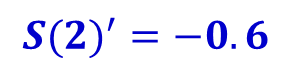 S(2)′ = −0.6